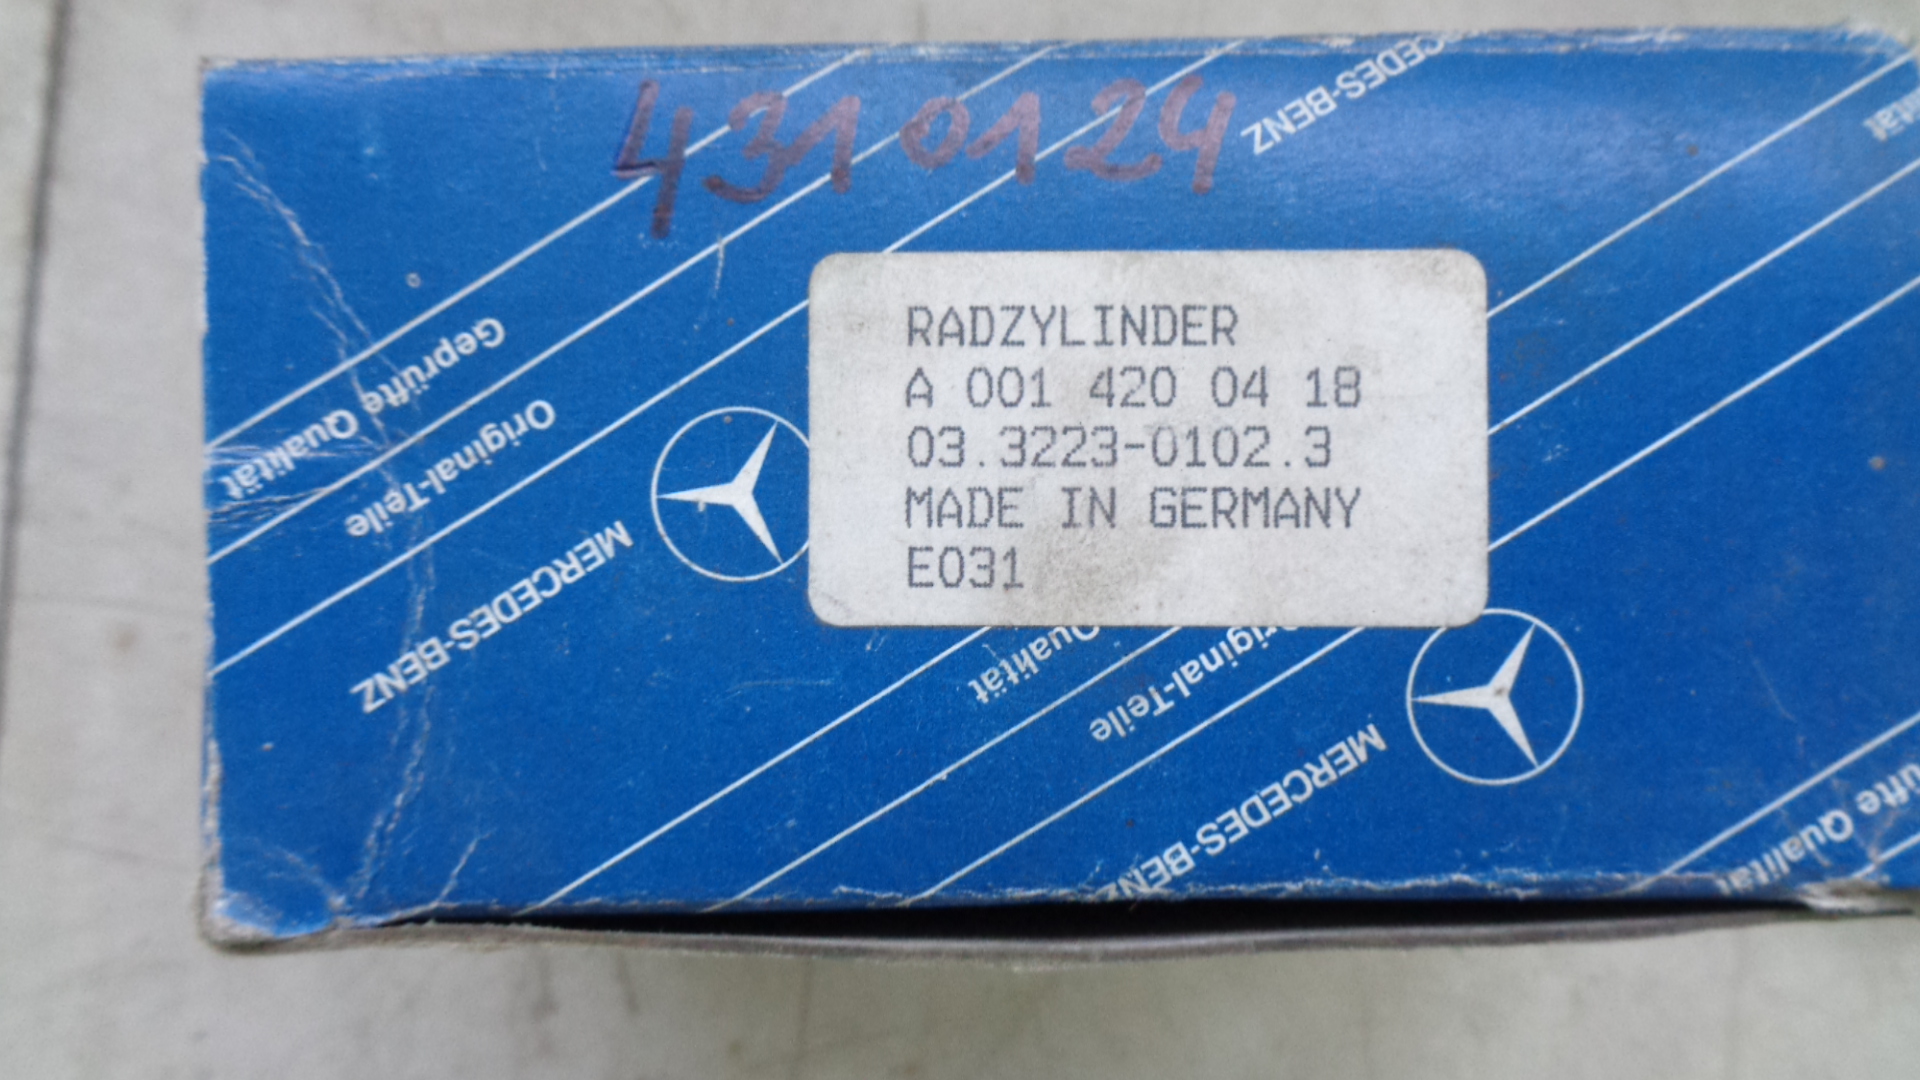 4310124
MERCEDES-BENZ
RADZYLINDER
A 001 420 04 18
03.3223-0102.3
MADE IN GERMANY
E031
Geprüfte Qualität
Original-Teile
MERCEDES-BENZ
Qualität
Original-Teile
MERCEDES-BENZ
Qualität